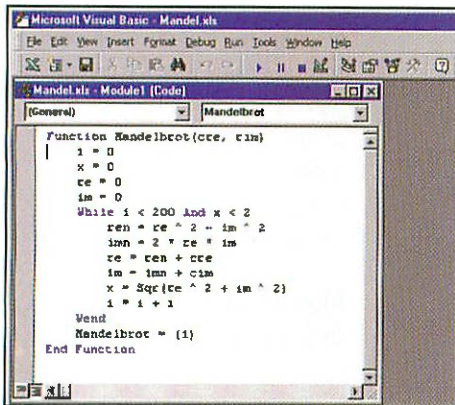 Microsoft Visual Basic - Mandel.xls
File Edit View Insert Format Debug Run Tools Window Help
Mandel.xls - Module1 (Code)
(General) Mandelbrot
Function Mandelbrot(cre, cim)
i = 0
x = 0
re = 0
im = 0
While i < 200 And x < 2
ren = re ^ 2 - im ^ 2
imn = 2 * re * im
re = ren + cre
im = imn + cim
x = Sqr(re ^ 2 + im ^ 2)
i = i + 1
Wend
Mandelbrot = (i)
End Function